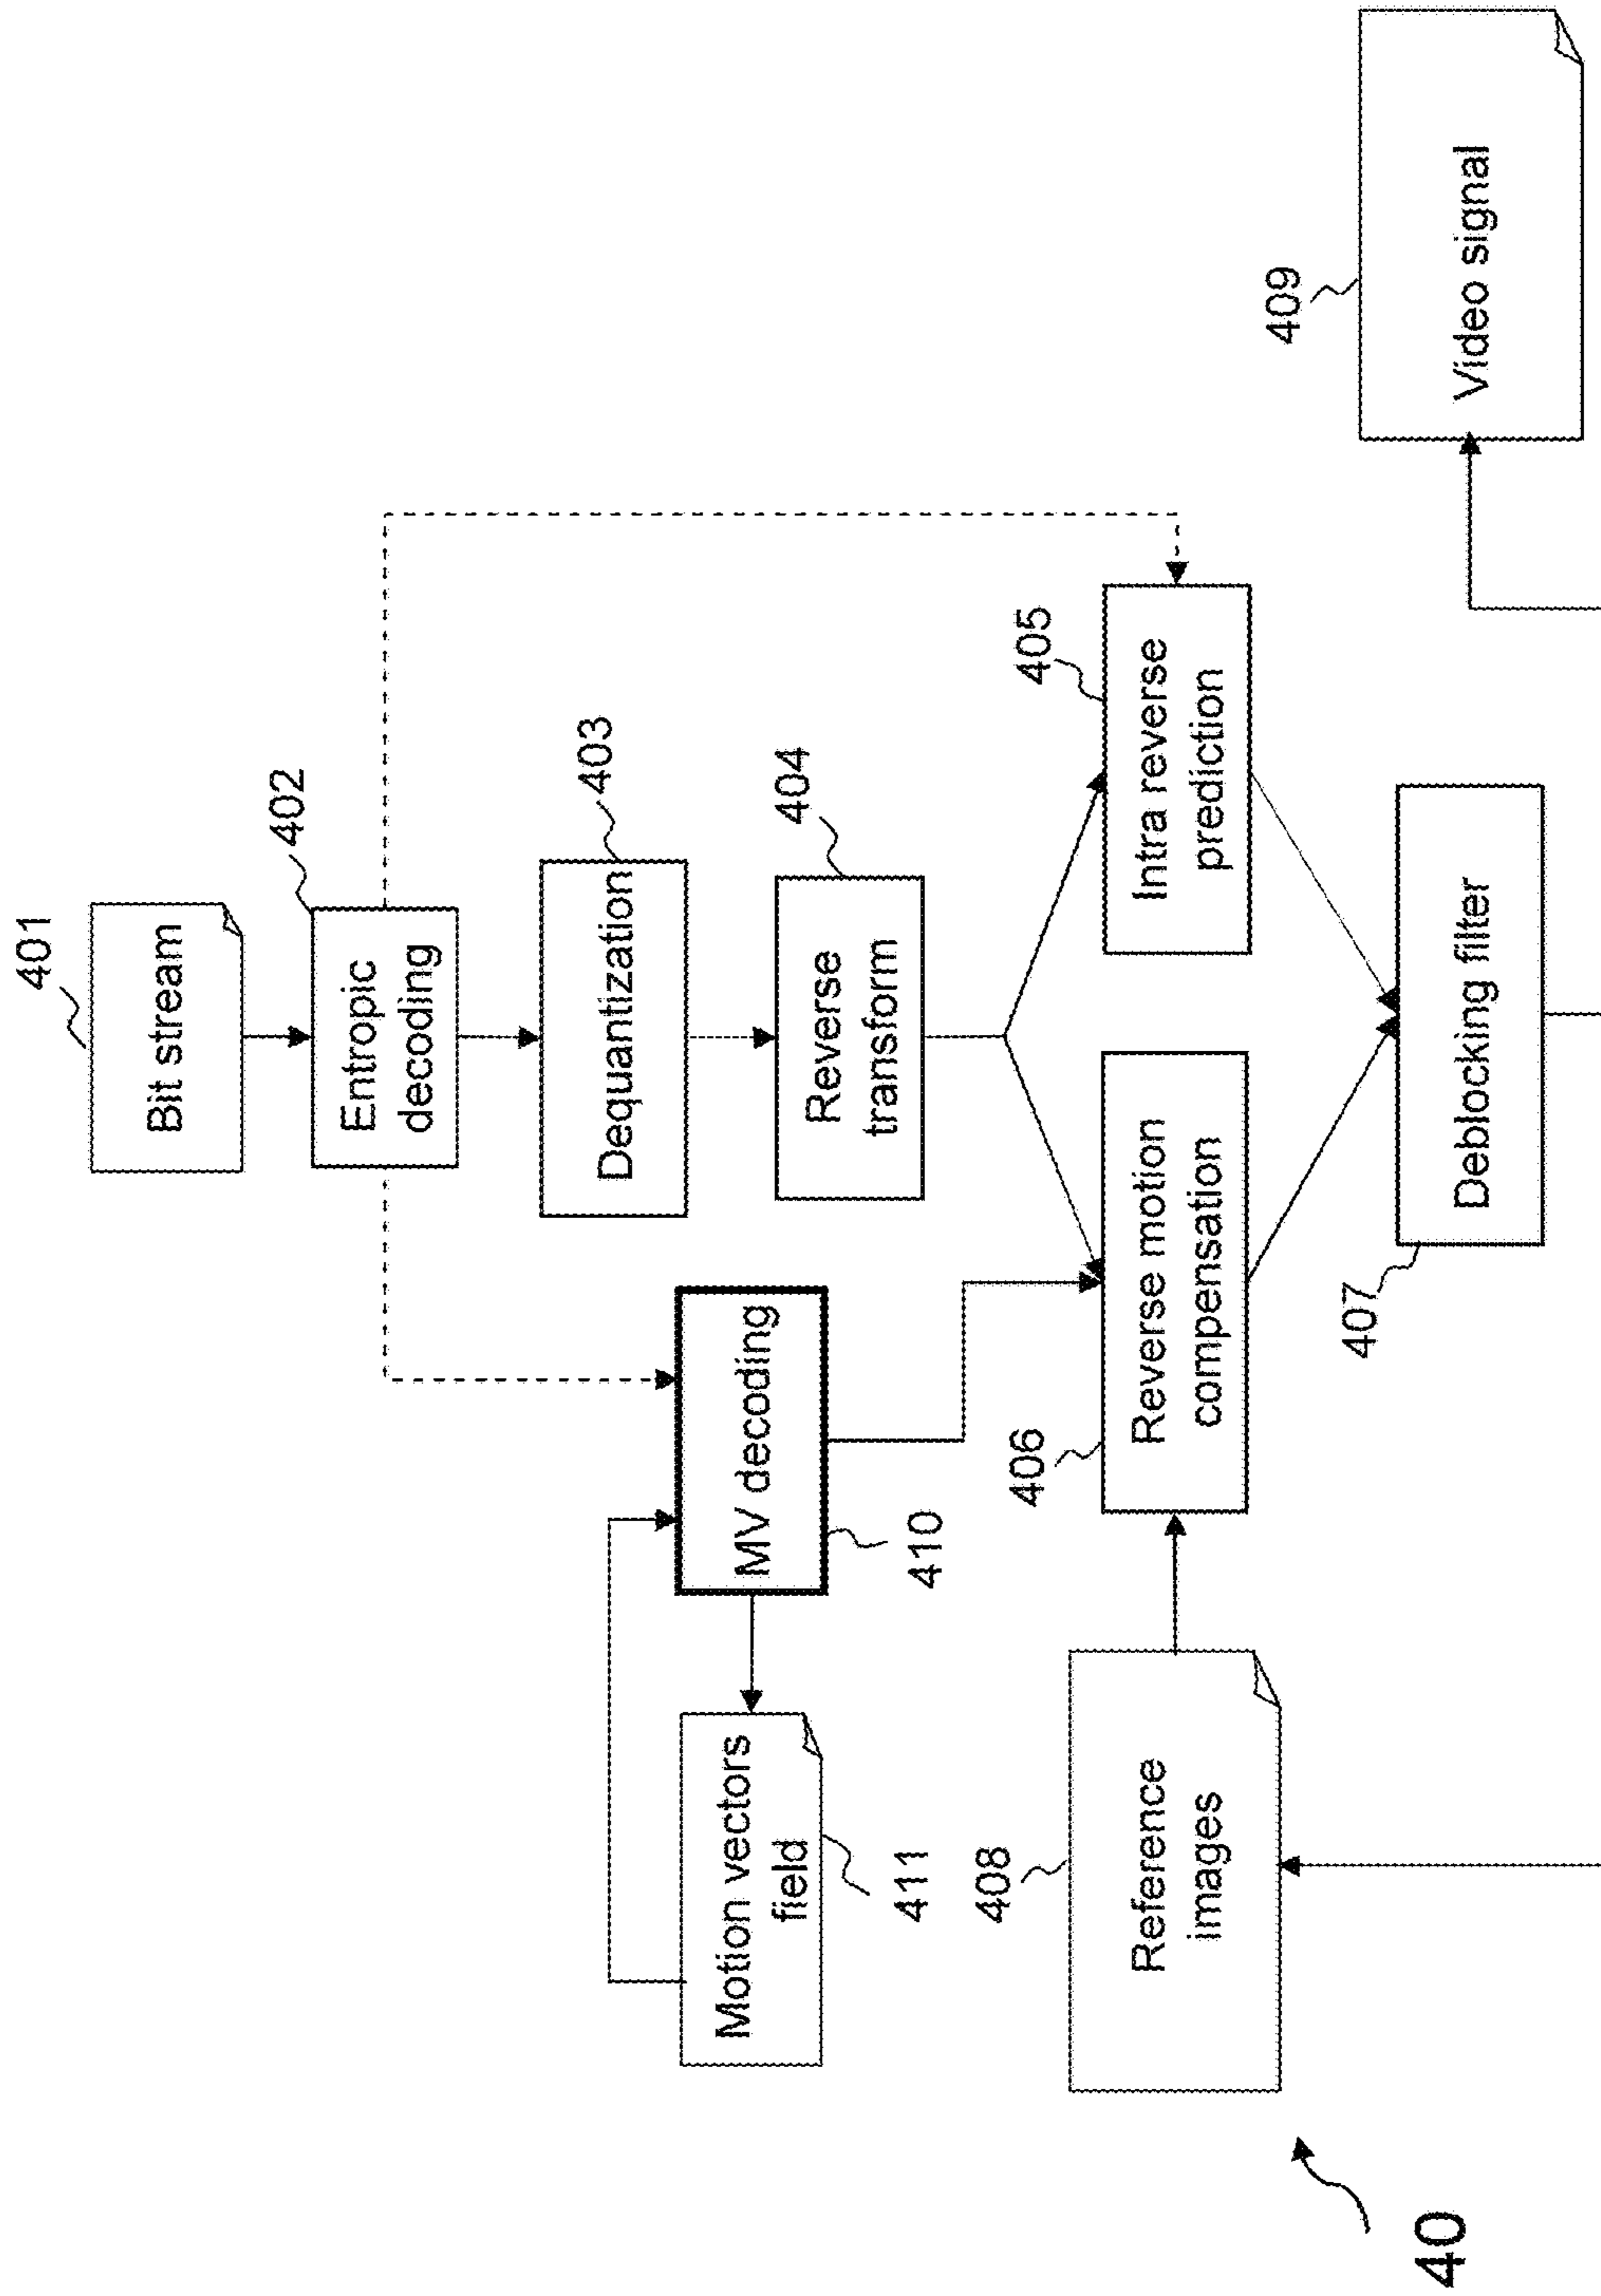 401
Bit stream
402
Entropic
decoding
Dequantization
403
404
Reverse
transform
MV decoding
410
Motion vectors
field
411
405
Intra reverse
prediction
406
Reverse motion
compensation
408
Reference
images
Deblocking filter
407
409
Video signal
40